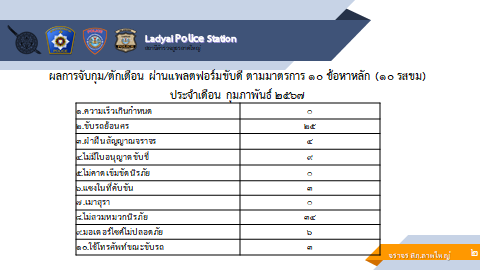 Ladyai Police Station
สถานีตำรวจภูธรลาดใหญ่
ผลการจับกุม/ตักเตือน ผ่านแพลตฟอร์มขับดี ตามมาตรการ ๑๐ ข้อหาหลัก (๑๐ รสขม)
ประจำเดือน กุมภาพันธ์ ๒๕๖๗
๑.ความเร็วเกินกำหนด ๐
๒.ขับรถย้อนศร ๒๕
๓.ฝ่าฝืนสัญญาณจราจร ๔
๔.ไม่มีใบอนุญาตขับขี่ ๙
๕.ไม่คาดเข็มขัดนิรภัย ๐
๖.แซงในที่คับขัน ๓
๗.เมาสุรา ๐
๘.ไม่สวมหมวกนิรภัย ๓๔
๙.มอเตอร์ไซค์ไม่ปลอดภัย ๖
๑๐.ใช้โทรศัพท์ขณะขับรถ ๓
จราจร สภ.ลาดใหญ่ ๒